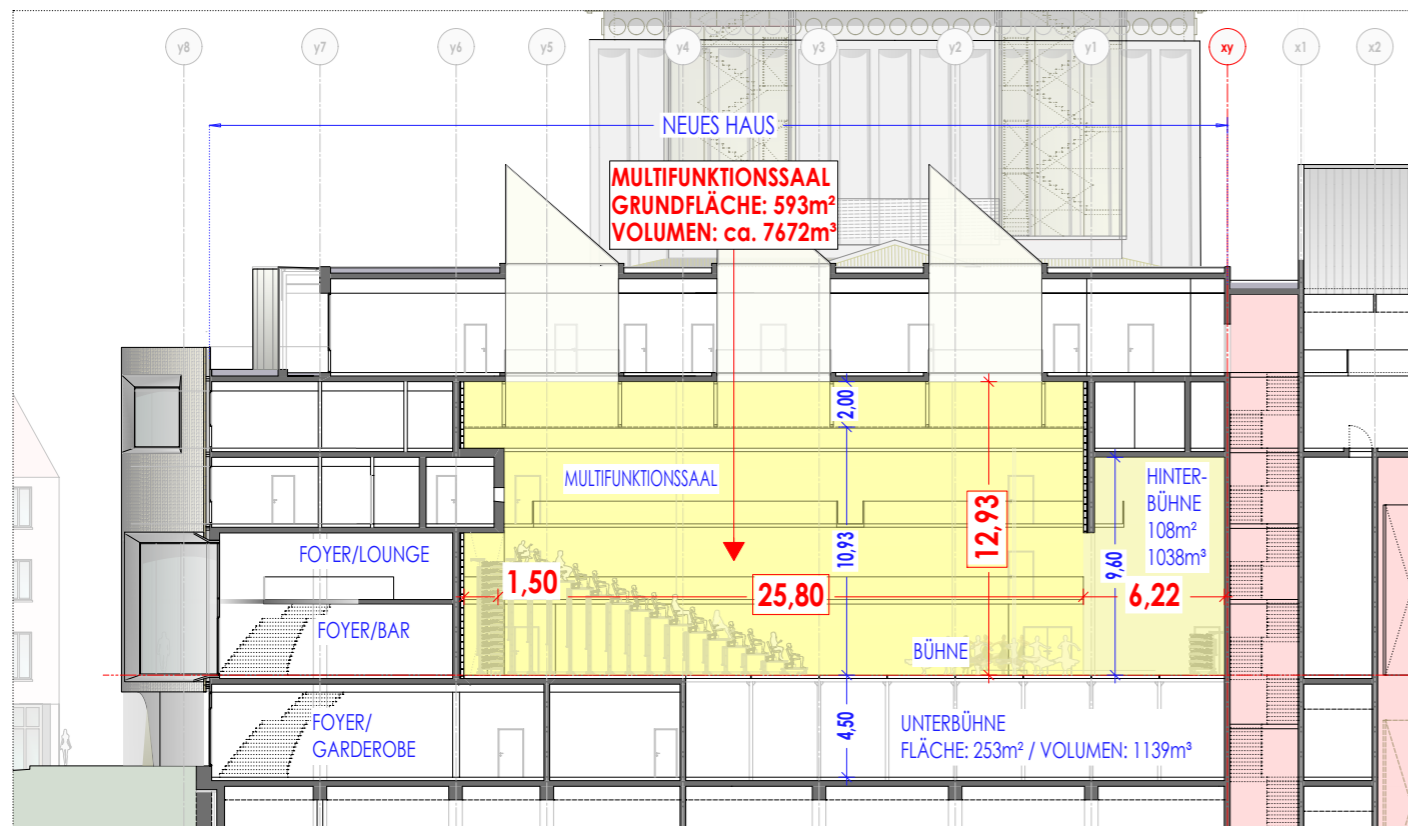 y8
y7
y6
y5
y4
y3
y2
y1
xy
x1
x2
NEUES HAUS
MULTIFUNKTIONSSAAL
GRUNDFLÄCHE: 593m²
VOLUMEN: ca. 7672m³
2,00
MULTIFUNKTIONSSAAL
10,93
12,93
HINTER-
BÜHNE
108m²
1038m³
9,60
FOYER/LOUNGE
1,50
25,80
6,22
FOYER/BAR
BÜHNE
FOYER/
GARDEROBE
4,50
UNTERBÜHNE
FLÄCHE: 253m² / VOLUMEN: 1139m³